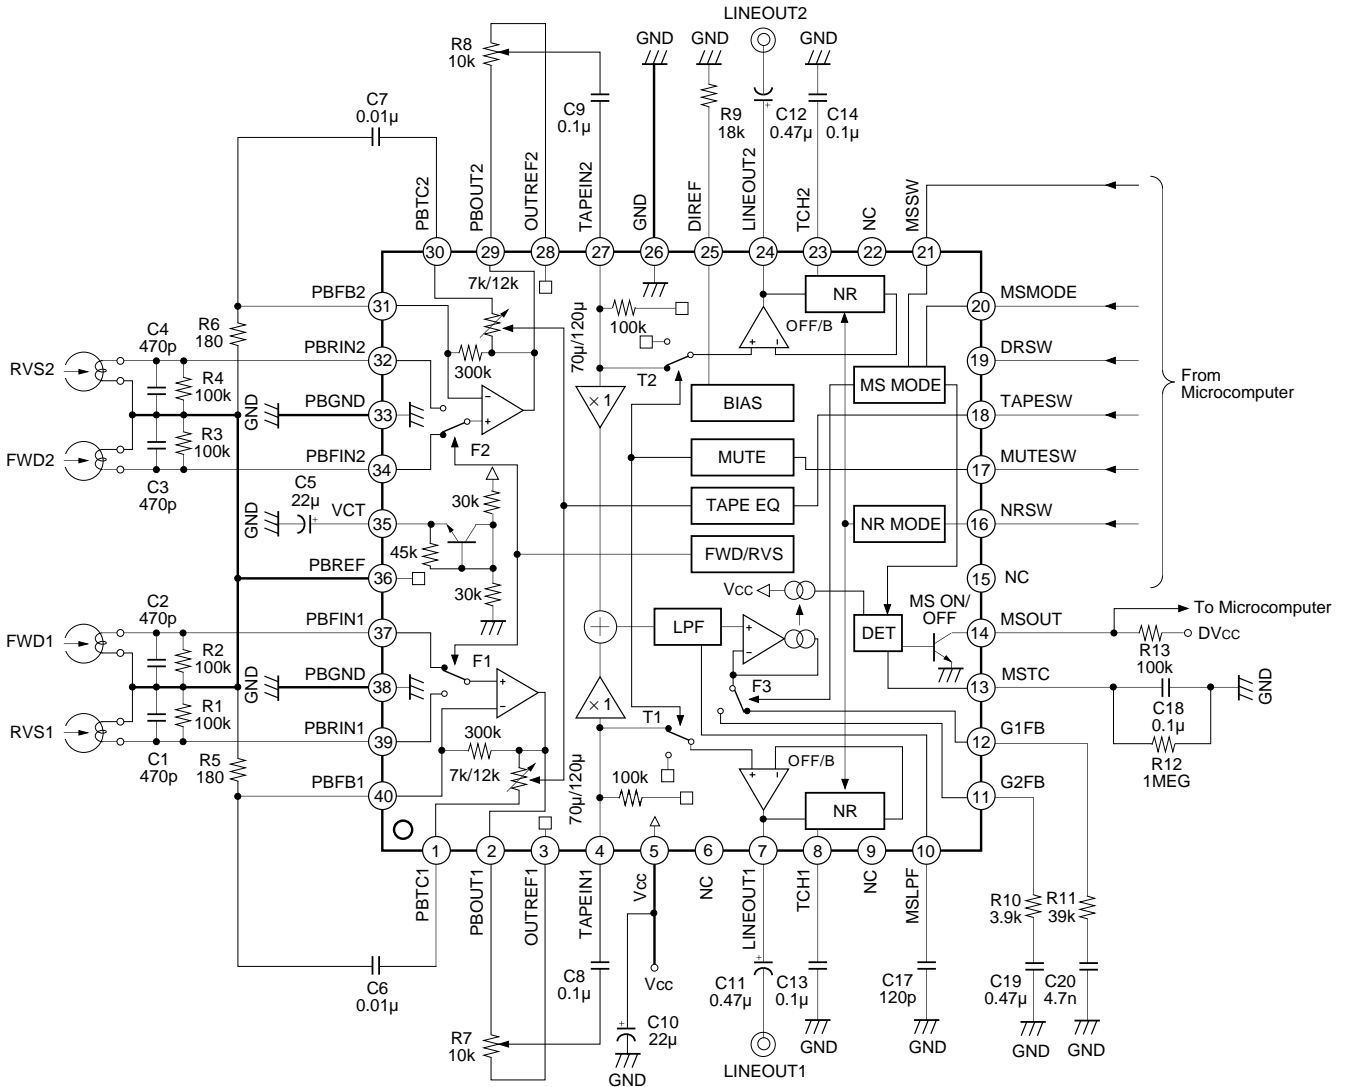 LINEOUT2
R8
10k
C7
0.01µ
C9
0.1µ
GND
GND
GND
R9
18k
C12
0.47µ
C14
0.1µ
PBTC2
PBOUT2
OUTREF2
TAPEIN2
GND
DIREF
LINEOUT2
TCH2
NC
MSSW
30
29
28
27
26
25
24
23
22
21
PBFB2
31
7k/12k
300k
70µ/120µ
100k
T2
×1
NR
OFF/B
+
−
20
MSMODE
R6
180
C4
470p
RVS2
R4
100k
PBRIN2
32
19
DRSW
MS MODE
From
Microcomputer
GND
PBGND
33
−
+
BIAS
18
TAPESW
R3
100k
FWD2
C3
470p
PBFIN2
34
F2
MUTE
17
MUTESW
C5
22µ
+
GND
VCT
35
30k
45k
TAPE EQ
NR MODE
16
NRSW
FWD/RVS
PBREF
36
30k
Vcc
15
NC
MS ON/
OFF
C2
470p
FWD1
R2
100k
PBFIN1
37
+
LPF
+
−
DET
14
MSOUT
To Microcomputer
DVcc
R13
100k
GND
PBGND
38
F1
+
−
×1
F3
13
MSTC
C18
0.1µ
GND
RVS1
R1
100k
C1
470p
PBRIN1
39
300k
T1
12
G1FB
R12
1MEG
R5
180
7k/12k
70µ/120µ
100k
+
−
OFF/B
NR
PBFB1
40
11
G2FB
1
2
3
4
5
6
7
8
9
10
PBTC1
PBOUT1
OUTREF1
TAPEIN1
Vcc
NC
LINEOUT1
TCH1
NC
MSLPF
R10
3.9k
R11
39k
C6
0.01µ
C8
0.1µ
Vcc
+
C11
0.47µ
C13
0.1µ
C17
120p
C19
0.47µ
C20
4.7n
R7
10k
+
C10
22µ
GND
LINEOUT1
GND
GND
GND
GND